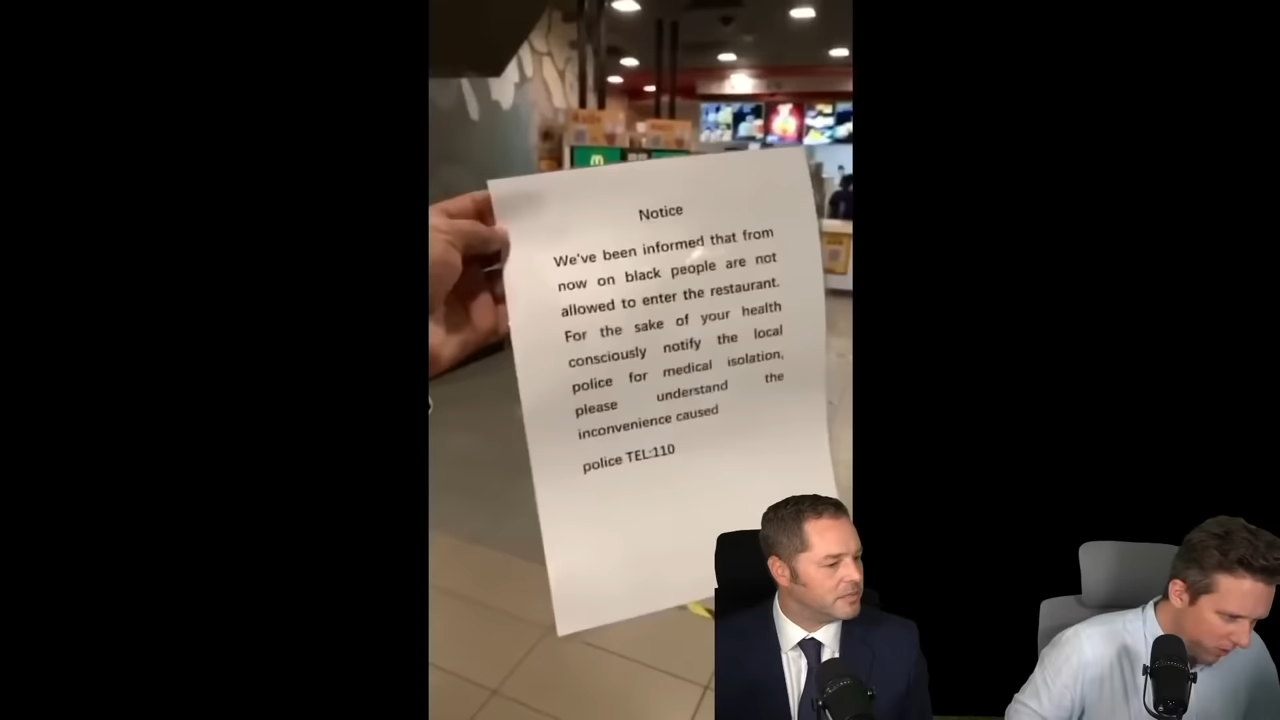 Notice
We've been informed that from
now on black people are not
allowed to enter the restaurant.
For the sake of your health
consciously notify the local
police for medical isolation,
please understand the
inconvenience caused
police TEL:110